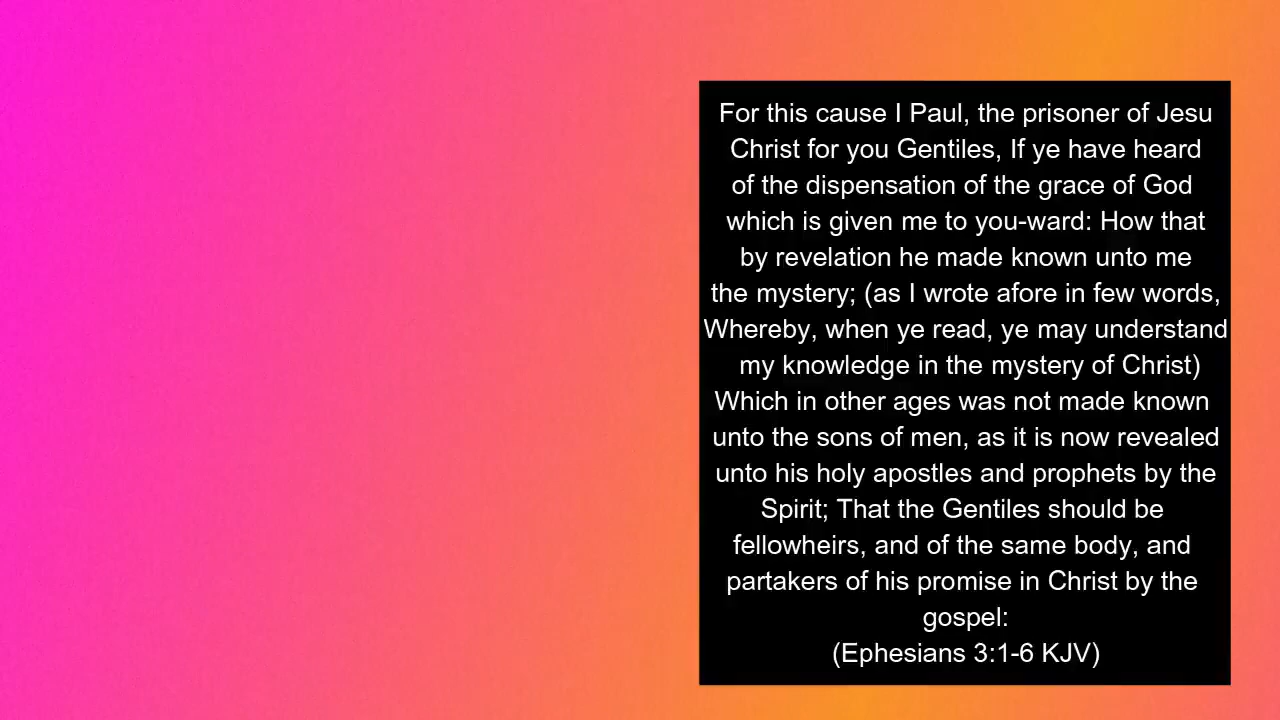 For this cause I Paul, the prisoner of Jesu
Christ for you Gentiles, If ye have heard
of the dispensation of the grace of God
which is given me to you-ward: How that
by revelation he made known unto me
the mystery; (as I wrote afore in few words,
Whereby, when ye read, ye may understand
my knowledge in the mystery of Christ)
Which in other ages was not made known
unto the sons of men, as it is now revealed
unto his holy apostles and prophets by the
Spirit; That the Gentiles should be
fellowheirs, and of the same body, and
partakers of his promise in Christ by the
gospel:
(Ephesians 3:1-6 KJV)